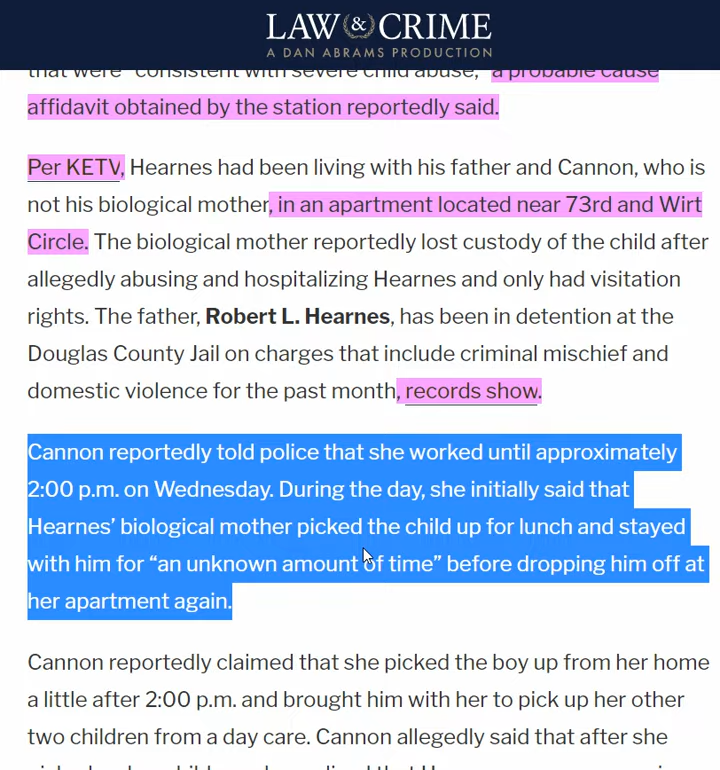 LAW & CRIME
A DAN ABRAMS PRODUCTION
that were "consistent with severe child abuse," a probable cause
affidavit obtained by the station reportedly said.
Per KETV, Hearnes had been living with his father and Cannon, who is
not his biological mother, in an apartment located near 73rd and Wirt
Circle. The biological mother reportedly lost custody of the child after
allegedly abusing and hospitalizing Hearnes and only had visitation
rights. The father, Robert L. Hearnes, has been in detention at the
Douglas County Jail on charges that include criminal mischief and
domestic violence for the past month, records show.
Cannon reportedly told police that she worked until approximately
2:00 p.m. on Wednesday. During the day, she initially said that
Hearnes’ biological mother picked the child up for lunch and stayed
with him for “an unknown amount of time” before dropping him off at
her apartment again.
Cannon reportedly claimed that she picked the boy up from her home
a little after 2:00 p.m. and brought him with her to pick up her other
two children from a day care. Cannon allegedly said that after she